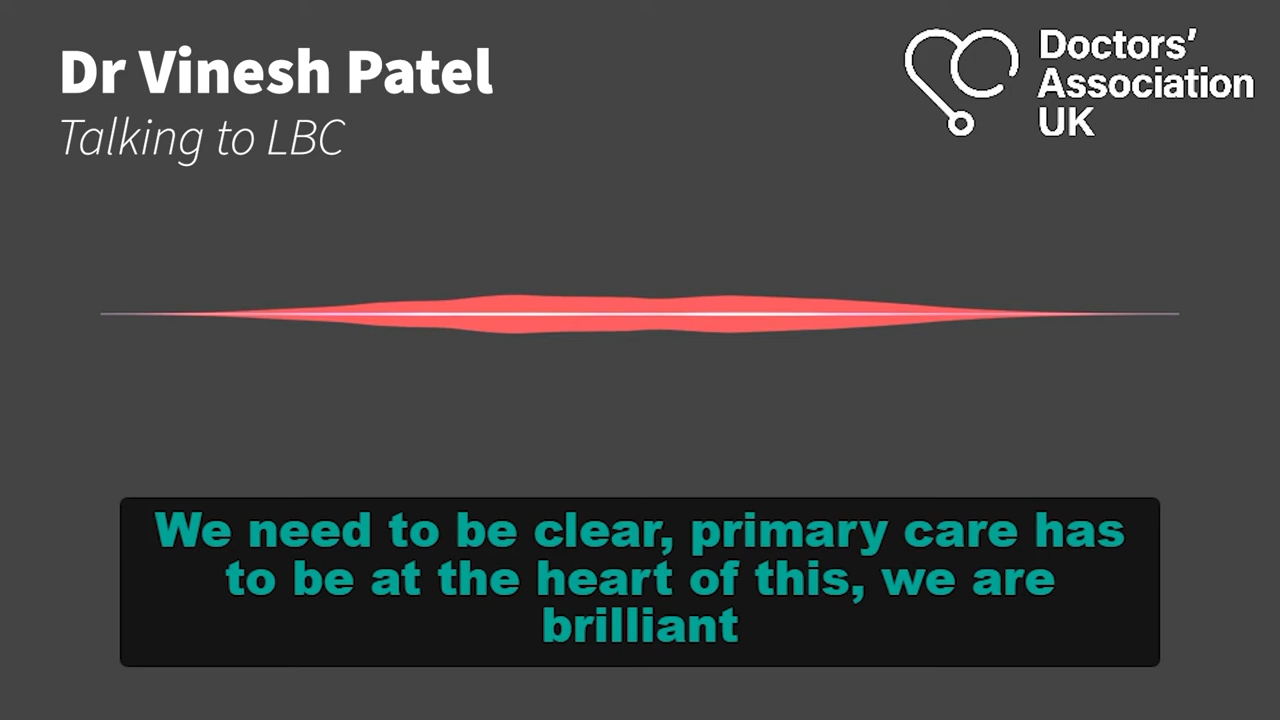 Dr Vinesh Patel
Talking to LBC
Doctors'
Association
UK
We need to be clear, primary care has
to be at the heart of this, we are
brilliant